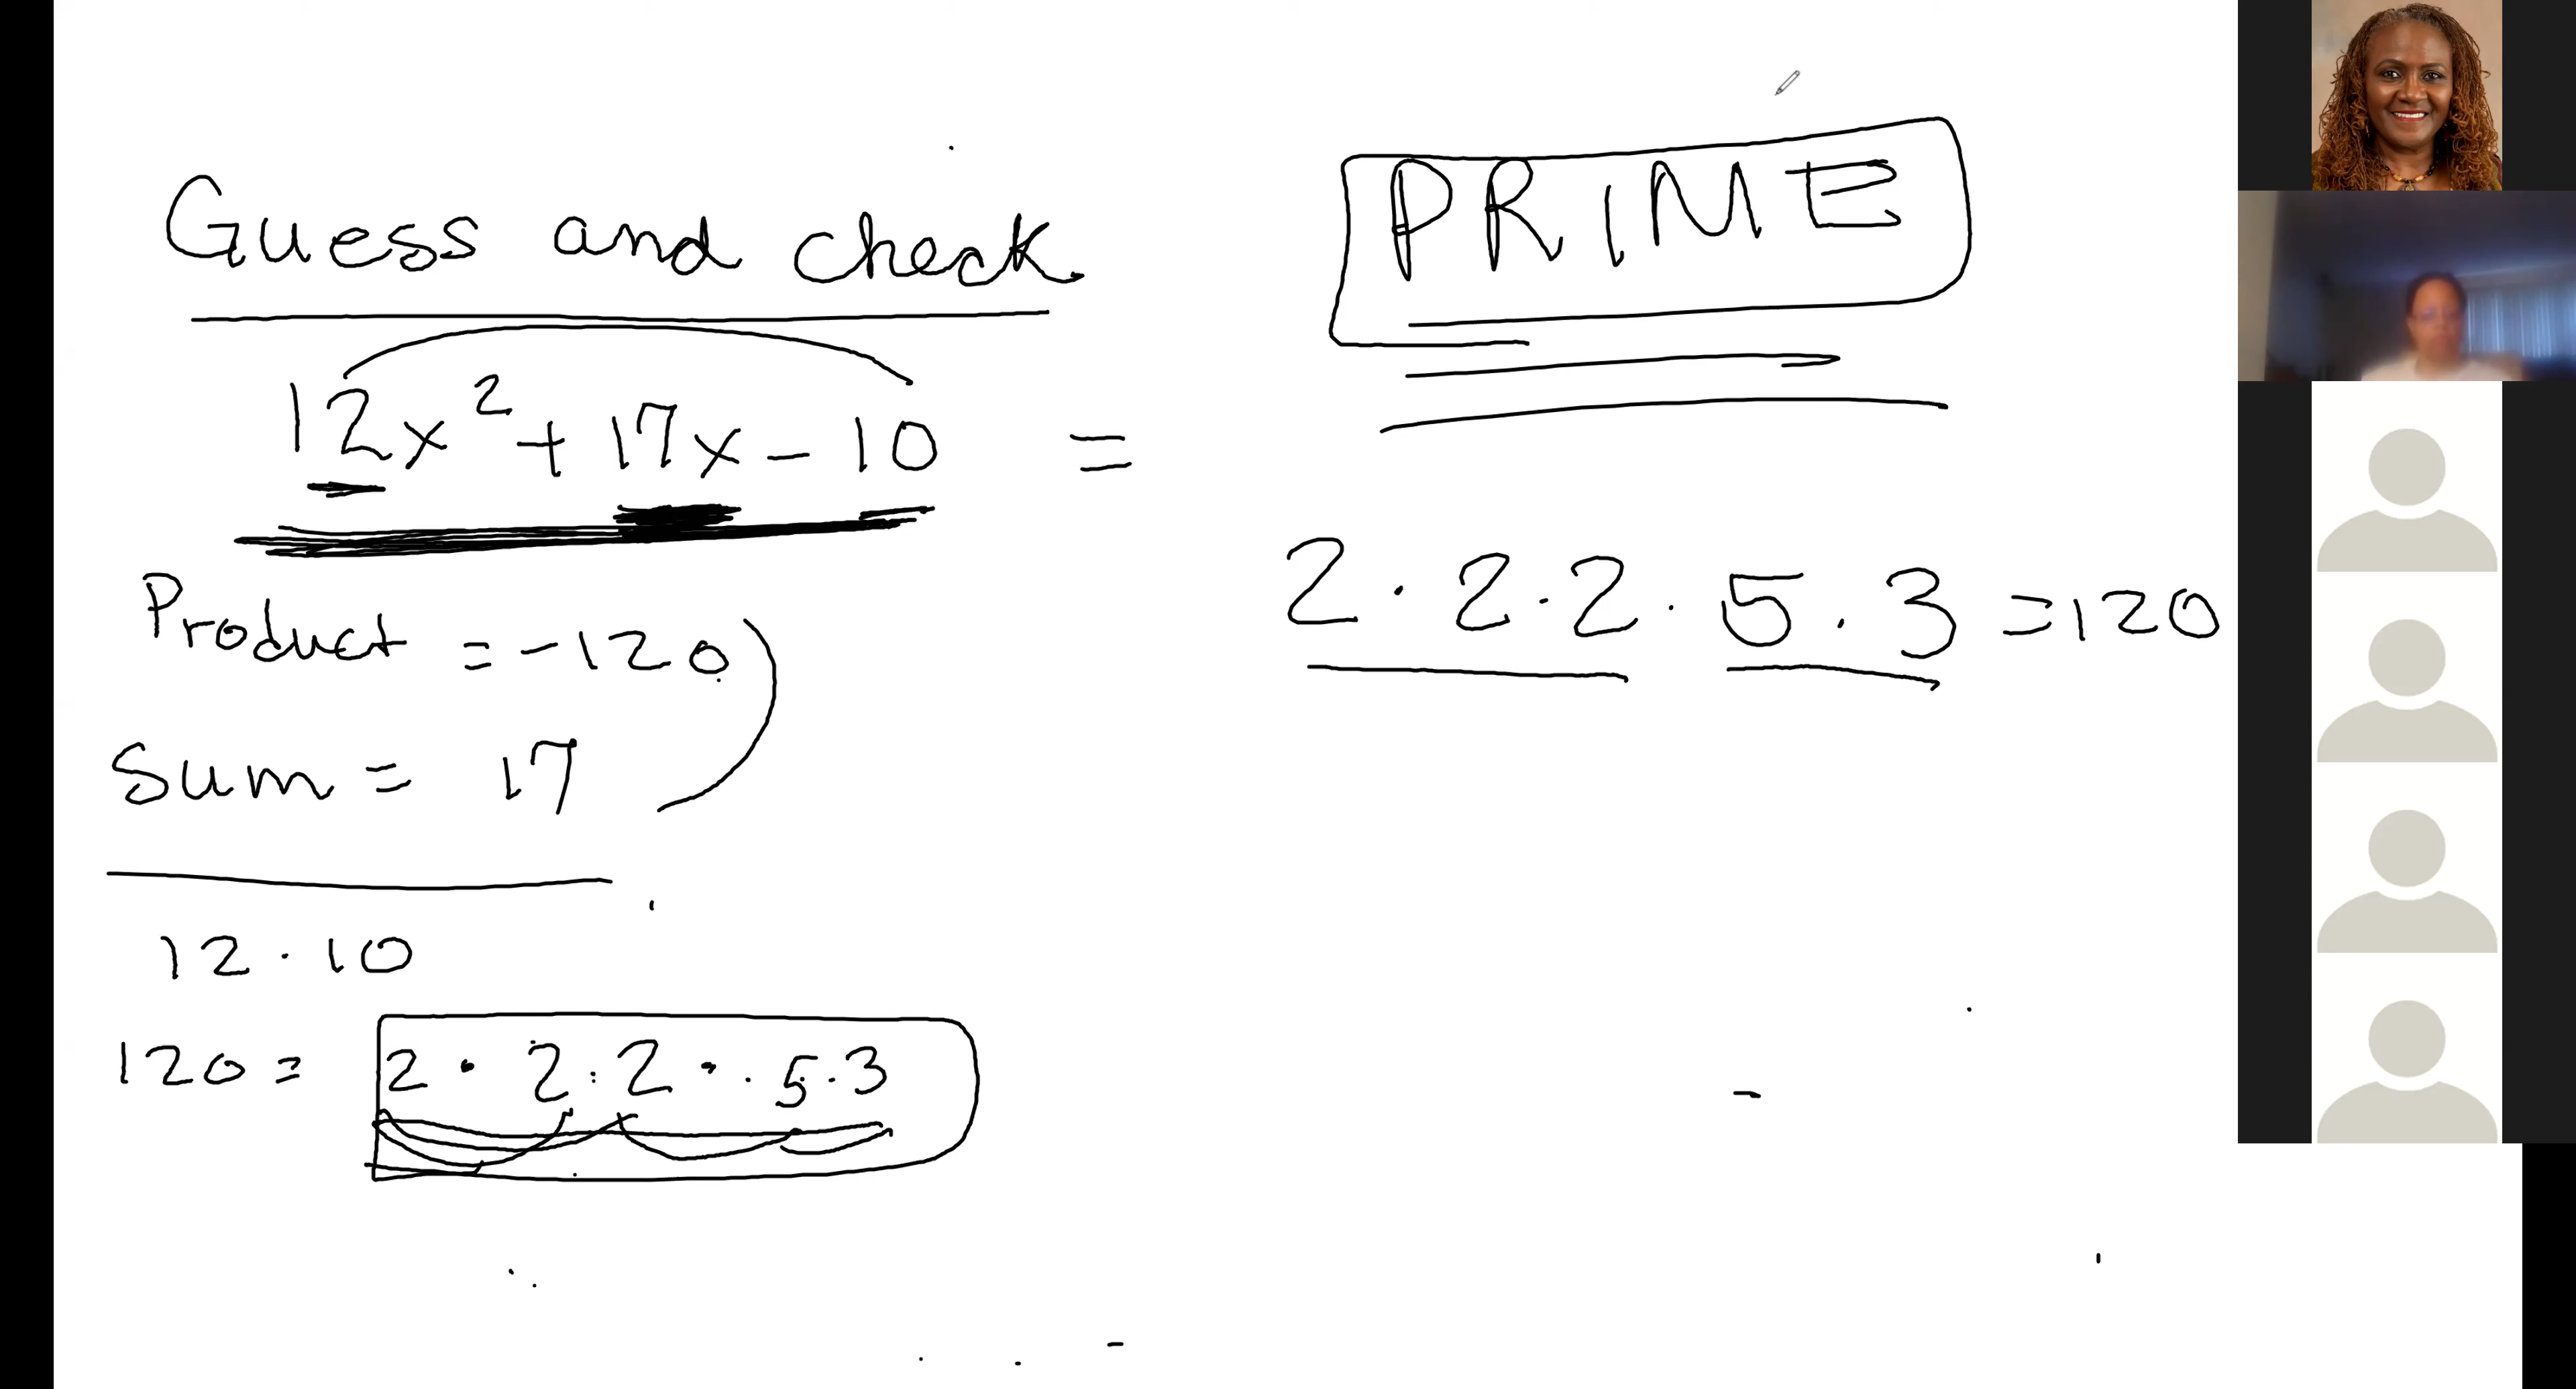 Guess and check
12x² + 17x - 10 =
Product = -120
Sum = 17
12 · 10
120 = 2 · 2 · 2 · · 5 · 3
PRIME
2 · 2 · 2 · 5 · 3 = 120